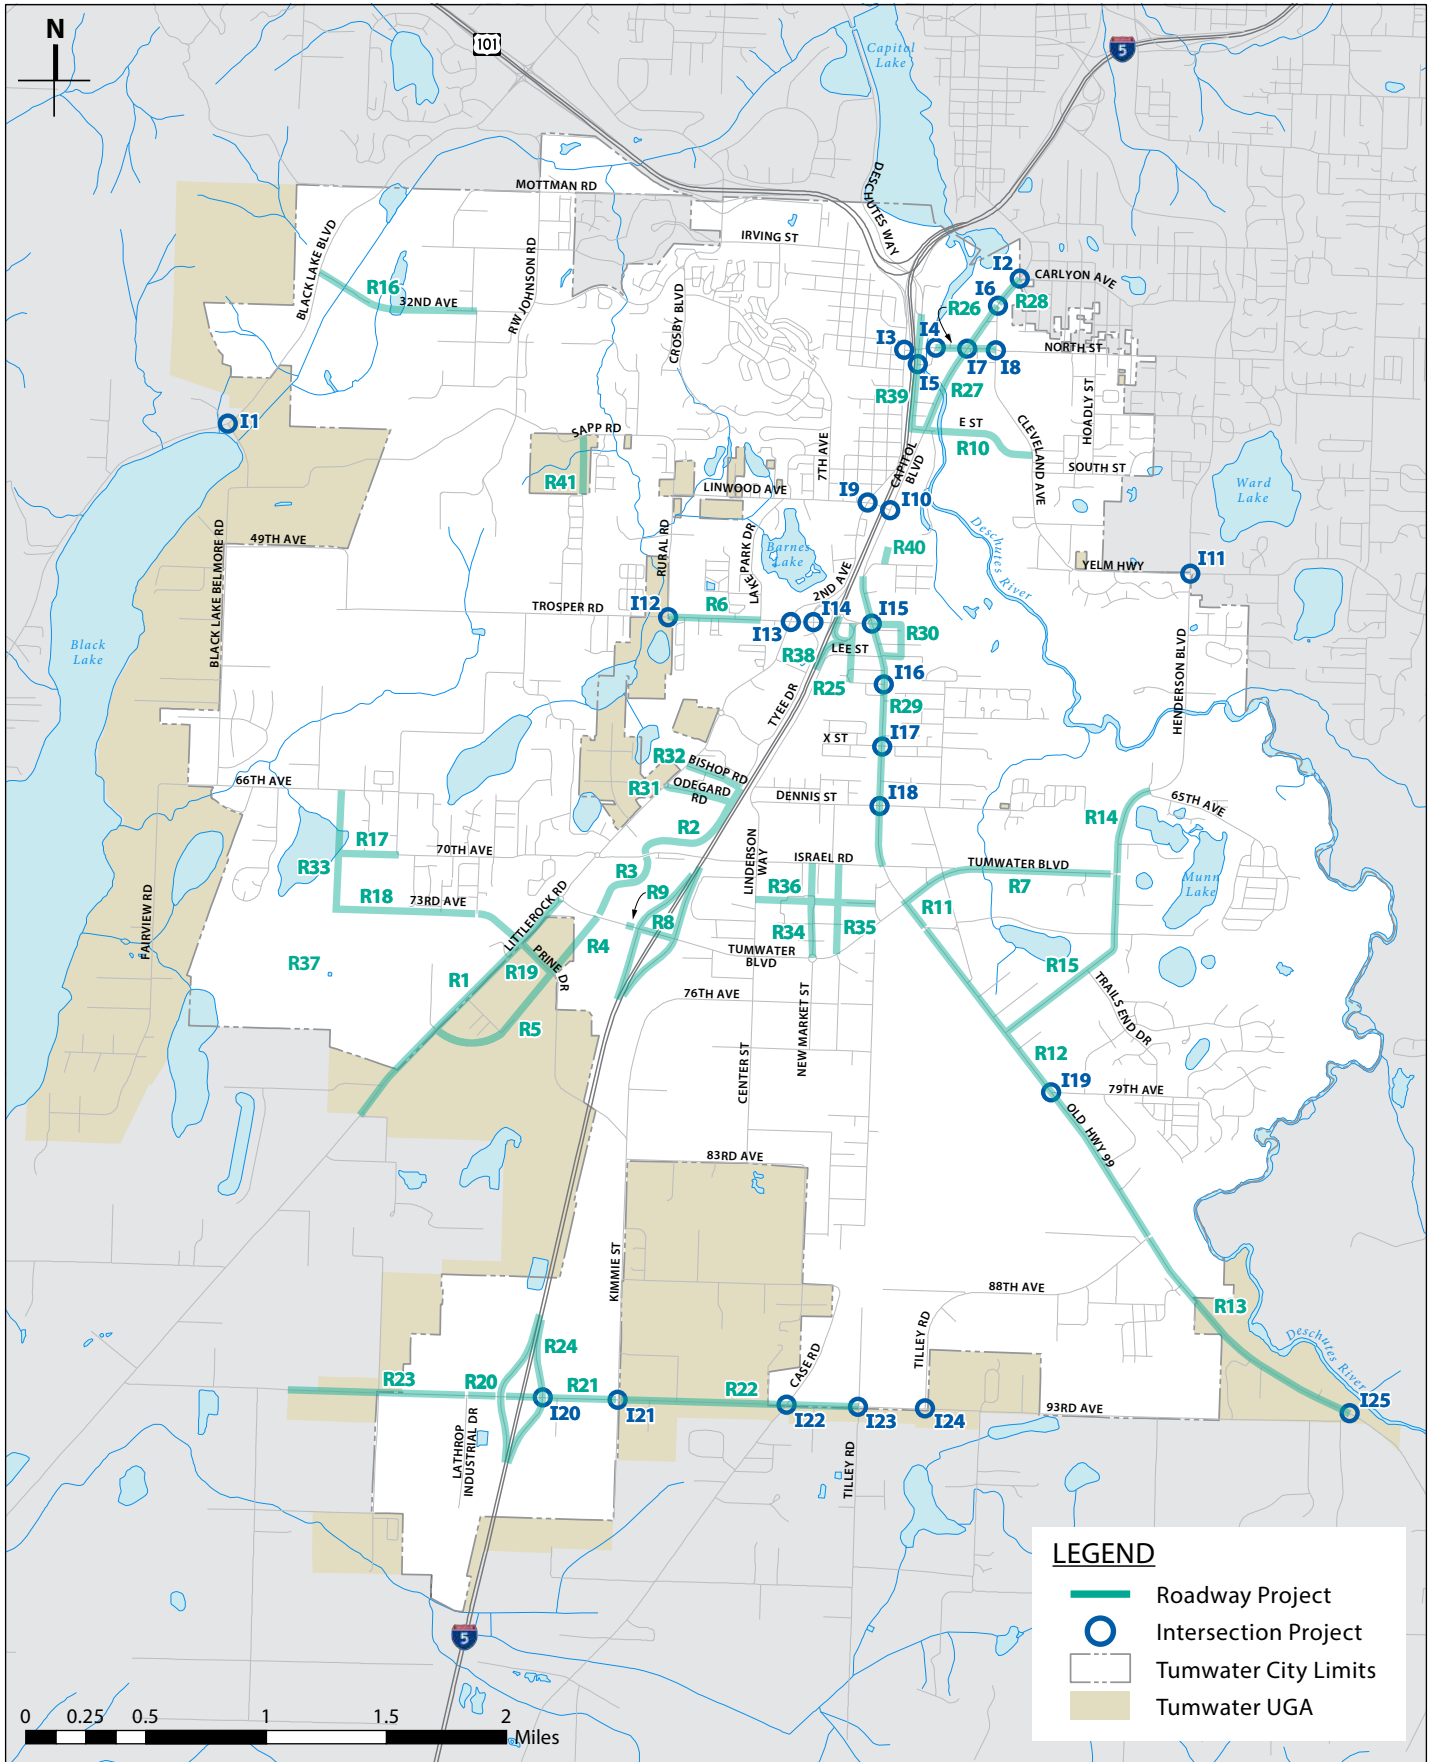 N
101
5
Capitol
Lake
DESCHUTES WAY
MOTTMAN RD
IRVING ST
BLACK LAKE BLVD
RW JOHNSON RD
CROSBY BLVD
R16
32ND AVE
I2
CARLYON AVE
I6
R28
R26
I3
I4
NORTH ST
I7
I8
I5
R39
R27
HOADLY ST
E ST
R10
CLEVELAND AVE
SOUTH ST
I1
SAPP RD
R41
7TH AVE
CAPITOL
BLVD
LINWOOD AVE
I9
I10
Ward
Lake
49TH AVE
BLACK LAKE BELMORE RD
RURAL RD
LAKE PARK DR
Barnes
Lake
2ND AVE
R40
Deschutes
River
YELM HWY
I11
TROSPER RD
I12
R6
I13
I14
I15
R30
LEE ST
R38
R25
I16
R29
HENDERSON BLVD
Black
Lake
TYEE DR
X ST
I17
R32
BISHOP RD
ODEGARD
RD
R31
66TH AVE
DENNIS ST
I18
65TH AVE
R14
R2
R17
70TH AVE
R33
R3
LINDERSON
WAY
ISRAEL RD
TUMWATER BLVD
R7
Munn
Lake
R18
73RD AVE
LITTLEROCK RD
R9
R8
R36
R34
R35
R11
FAIRVIEW RD
R37
R4
R19
PRINE DR
R1
R5
TUMWATER
BLVD
R15
TRAILS END DR
76TH AVE
NEW MARKET ST
CENTER ST
R12
I19
79TH AVE
OLD HWY 99
83RD AVE
KIMMIE ST
88TH AVE
R13
Deschutes
River
TILLEY RD
CASE RD
R24
R23
R20
R21
R22
I20
I21
I22
I23
I24
93RD AVE
I25
LATHROP
INDUSTRIAL DR
TILLEY RD
5
LEGEND
Roadway Project
Intersection Project
Tumwater City Limits
Tumwater UGA
0 0.25 0.5 1 1.5 2
Miles